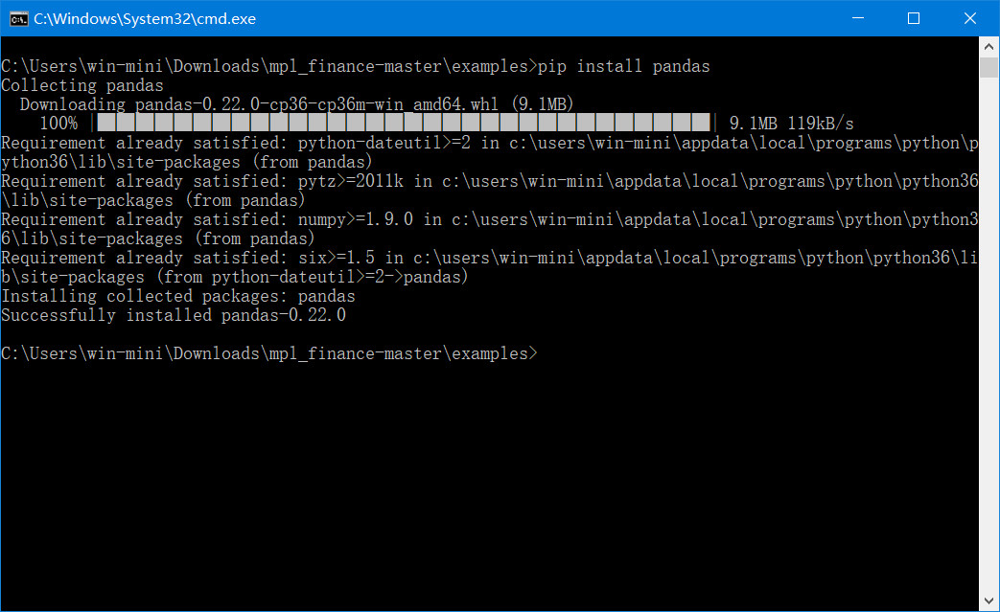 C:\Windows\System32\cmd.exe
C:\Users\win-mini\Downloads\mpl_finance-master\examples>pip install pandas
Collecting pandas
  Downloading pandas-0.22.0-cp36-cp36m-win_amd64.whl (9.1MB)
    100% |████████████████████████████████| 9.1MB 119kB/s
Requirement already satisfied: python-dateutil>=2 in c:\users\win-mini\appdata\local\programs\python\p
ython36\lib\site-packages (from pandas)
Requirement already satisfied: pytz>=2011k in c:\users\win-mini\appdata\local\programs\python\python36
\lib\site-packages (from pandas)
Requirement already satisfied: numpy>=1.9.0 in c:\users\win-mini\appdata\local\programs\python\python3
6\lib\site-packages (from pandas)
Requirement already satisfied: six>=1.5 in c:\users\win-mini\appdata\local\programs\python\python36\li
b\site-packages (from python-dateutil>=2->pandas)
Installing collected packages: pandas
Successfully installed pandas-0.22.0
C:\Users\win-mini\Downloads\mpl_finance-master\examples>